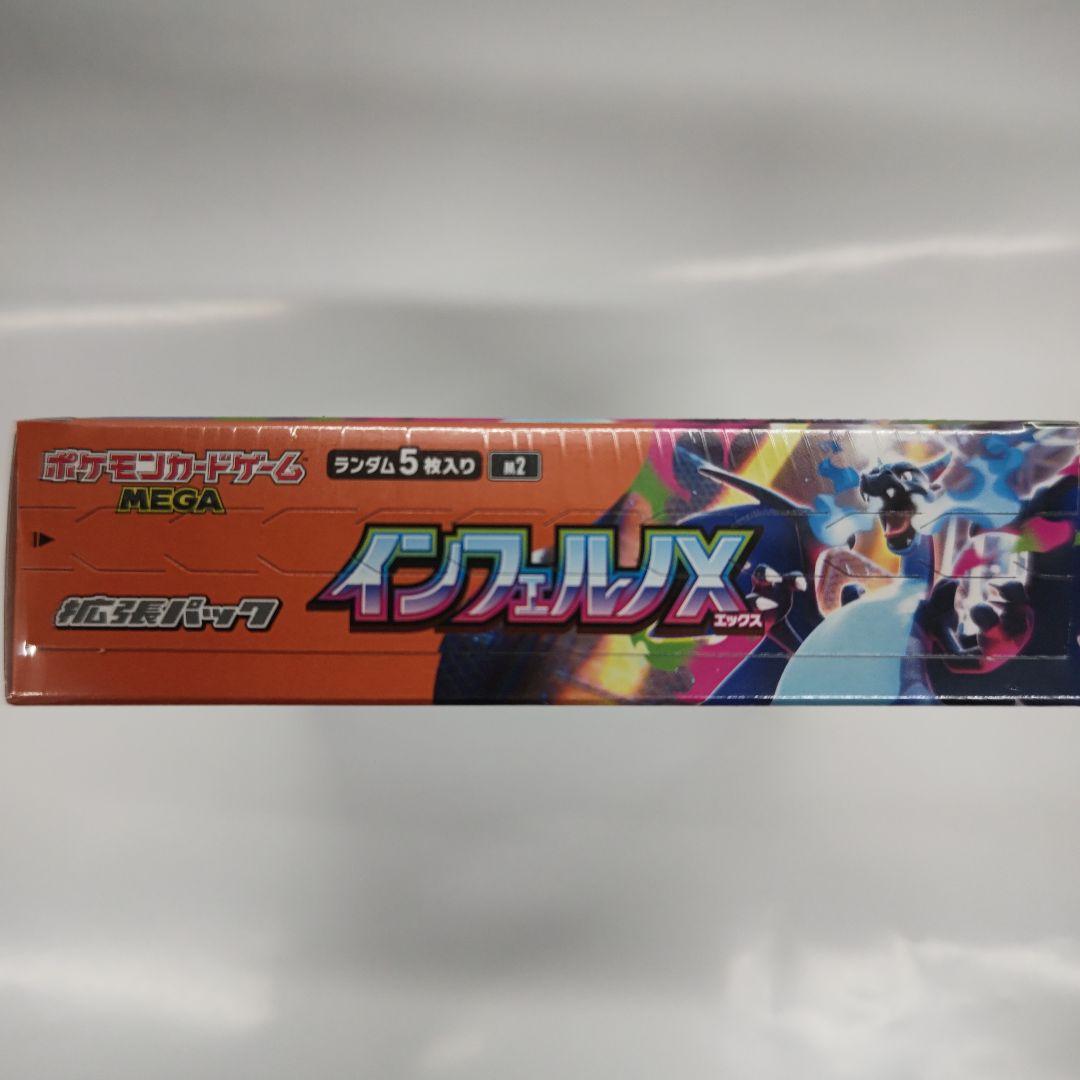 ポケモンカードゲーム
MEGA
ランダム5枚入り
M2
拡張パック
インフェルノX
エックス